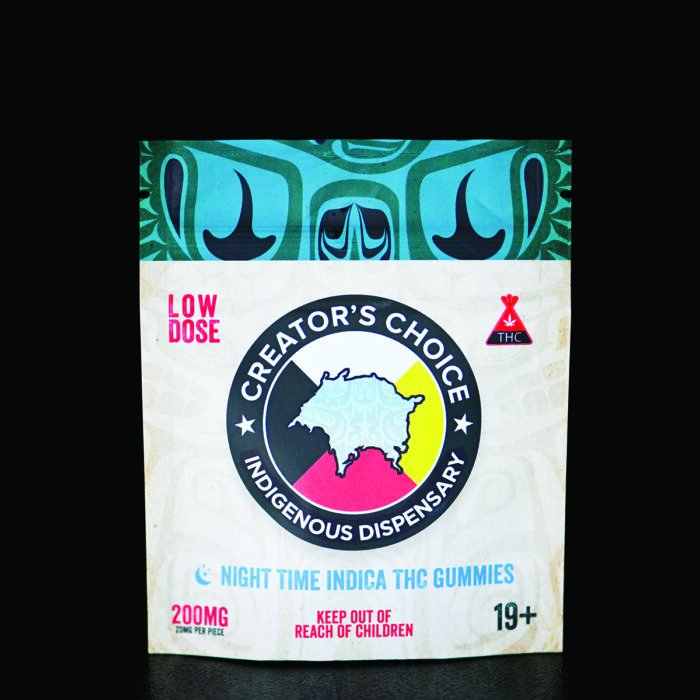 LOW
DOSE
THC
CREATOR'S CHOICE
INDIGENOUS DISPENSARY
NIGHT TIME INDICA THC GUMMIES
200MG
20MG PER PIECE
KEEP OUT OF
REACH OF CHILDREN
19+